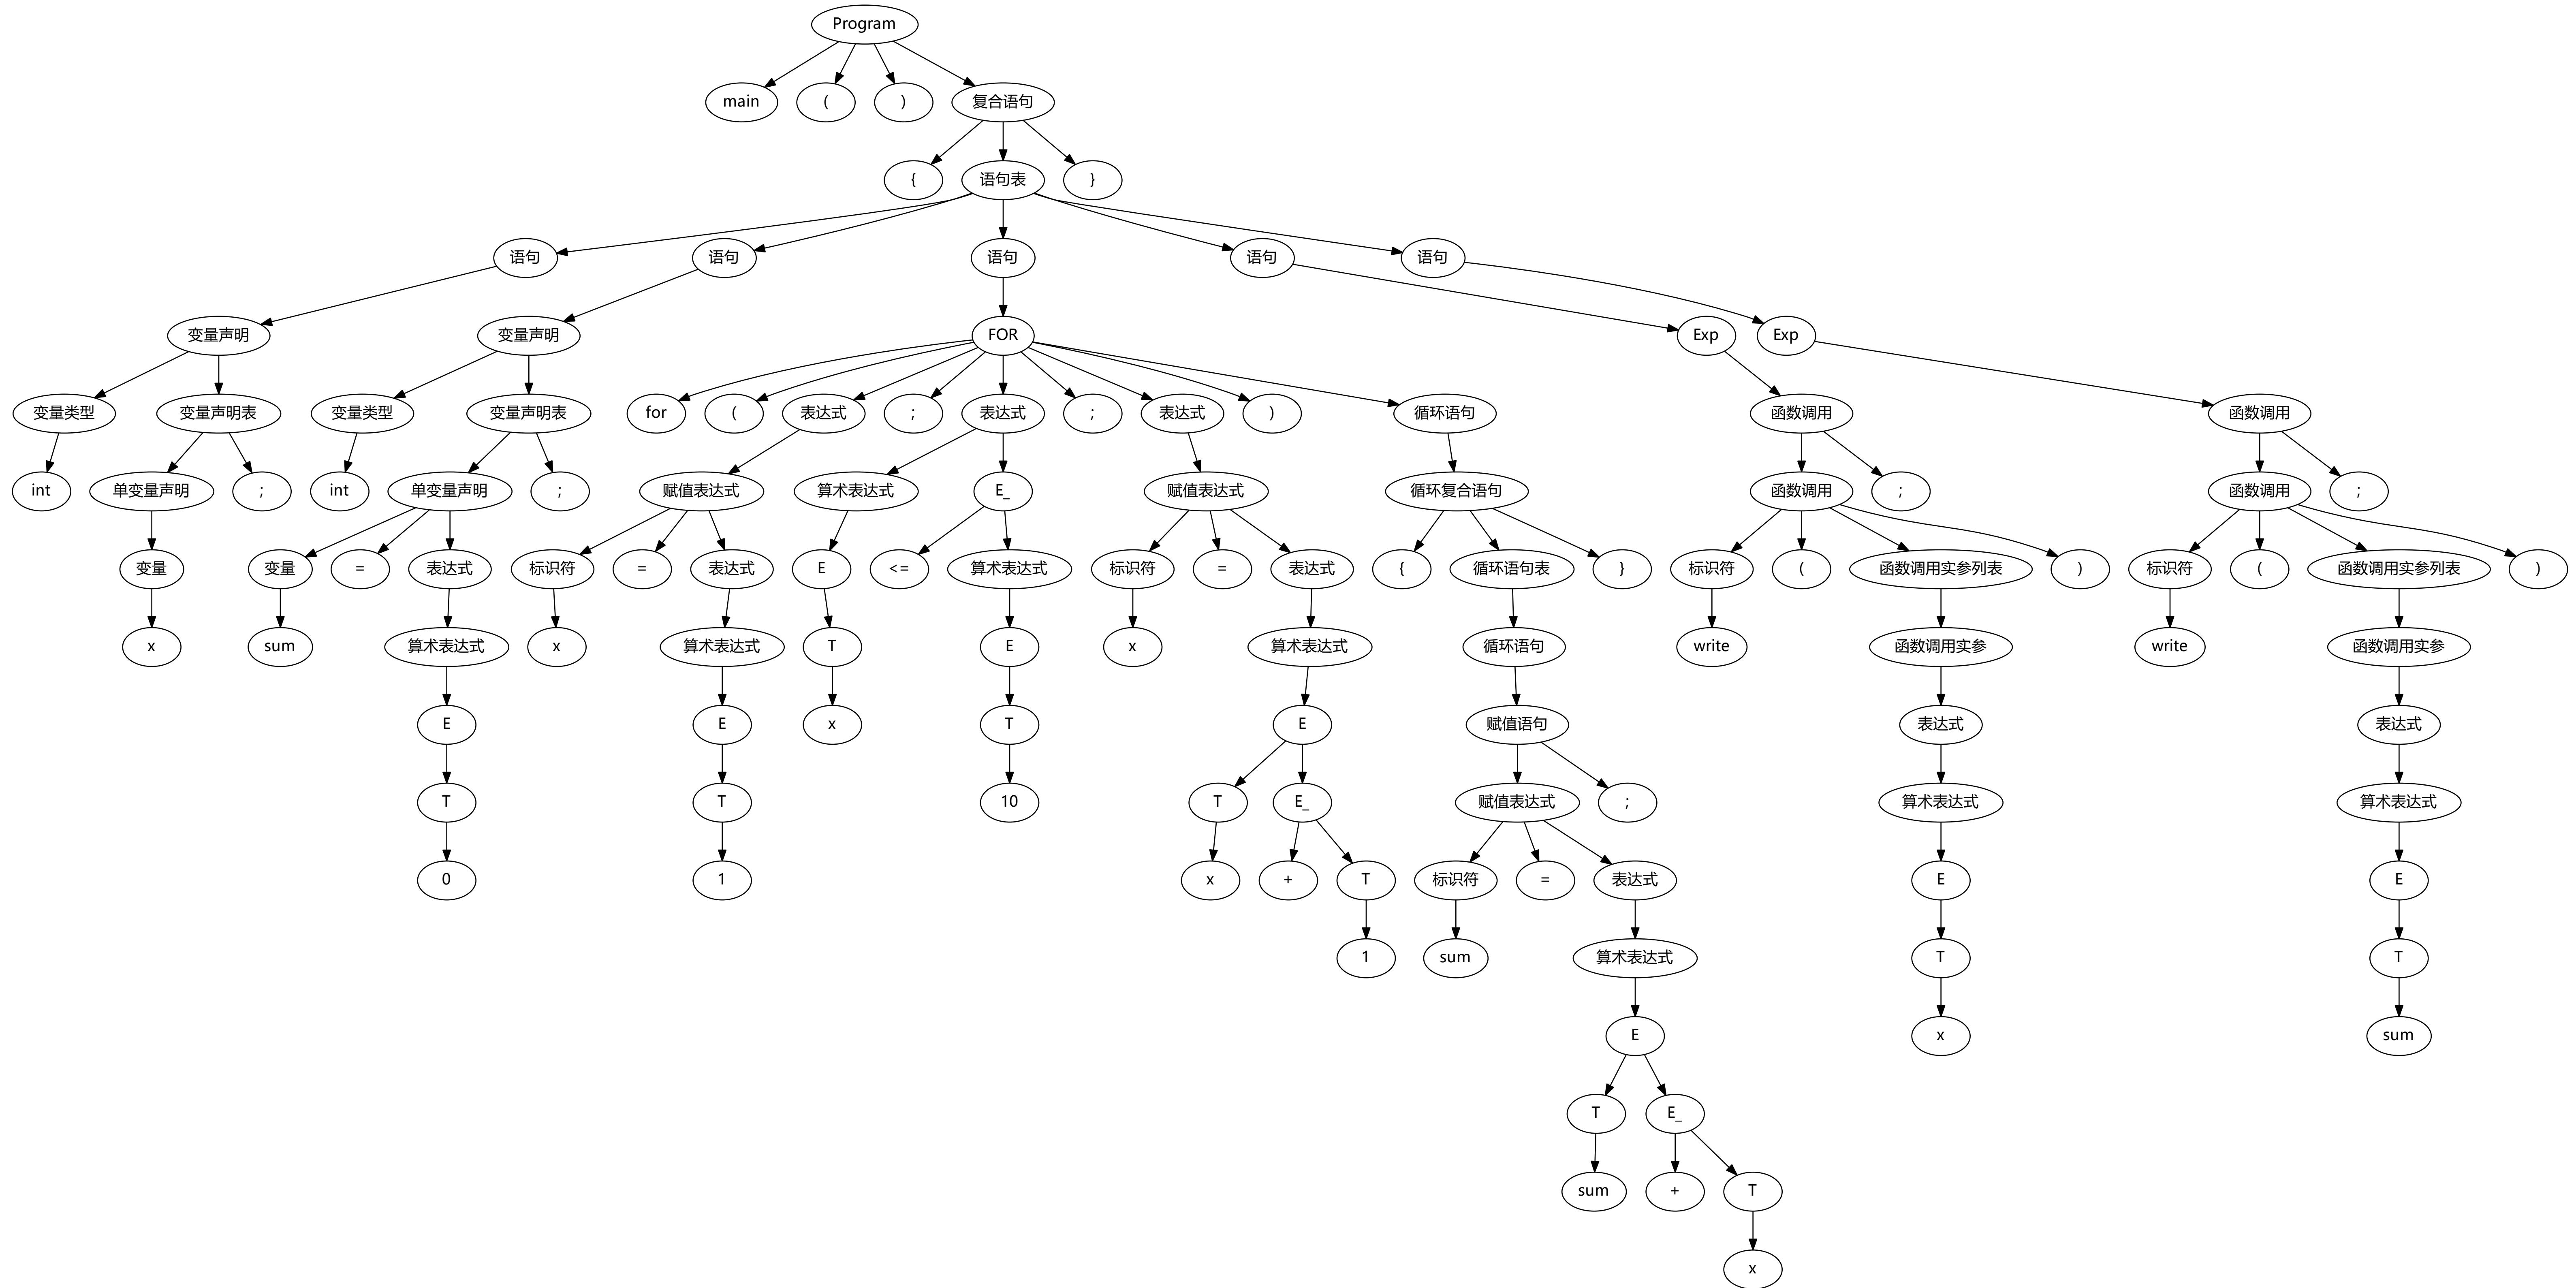 Program
main ( ) 复合语句
{ 语句表 }
语句 语句 语句 语句 语句
变量声明 变量声明 FOR Exp Exp
变量类型 变量声明表 变量类型 变量声明表 for ( 表达式 ; 表达式 ; 表达式 ) 循环语句 函数调用 函数调用
int 单变量声明 ; int 单变量声明 ; 赋值表达式 算术表达式 E_ 赋值表达式 循环复合语句 函数调用 ; 函数调用 ;
变量 变量 = 表达式 标识符 = 表达式 E <= 算术表达式 标识符 = 表达式 { 循环语句表 } 标识符 ( 函数调用实参列表 ) 标识符 ( 函数调用实参列表 )
x sum 算术表达式 x 算术表达式 T E x 算术表达式 循环语句 write 函数调用实参 write 函数调用实参
E E x T E 赋值语句 表达式 表达式
T T 10 T E_ 赋值表达式 ; 算术表达式 算术表达式
0 1 x + T 标识符 = 表达式 E E
1 sum 算术表达式 T T
E x sum
T E_
sum + T
x